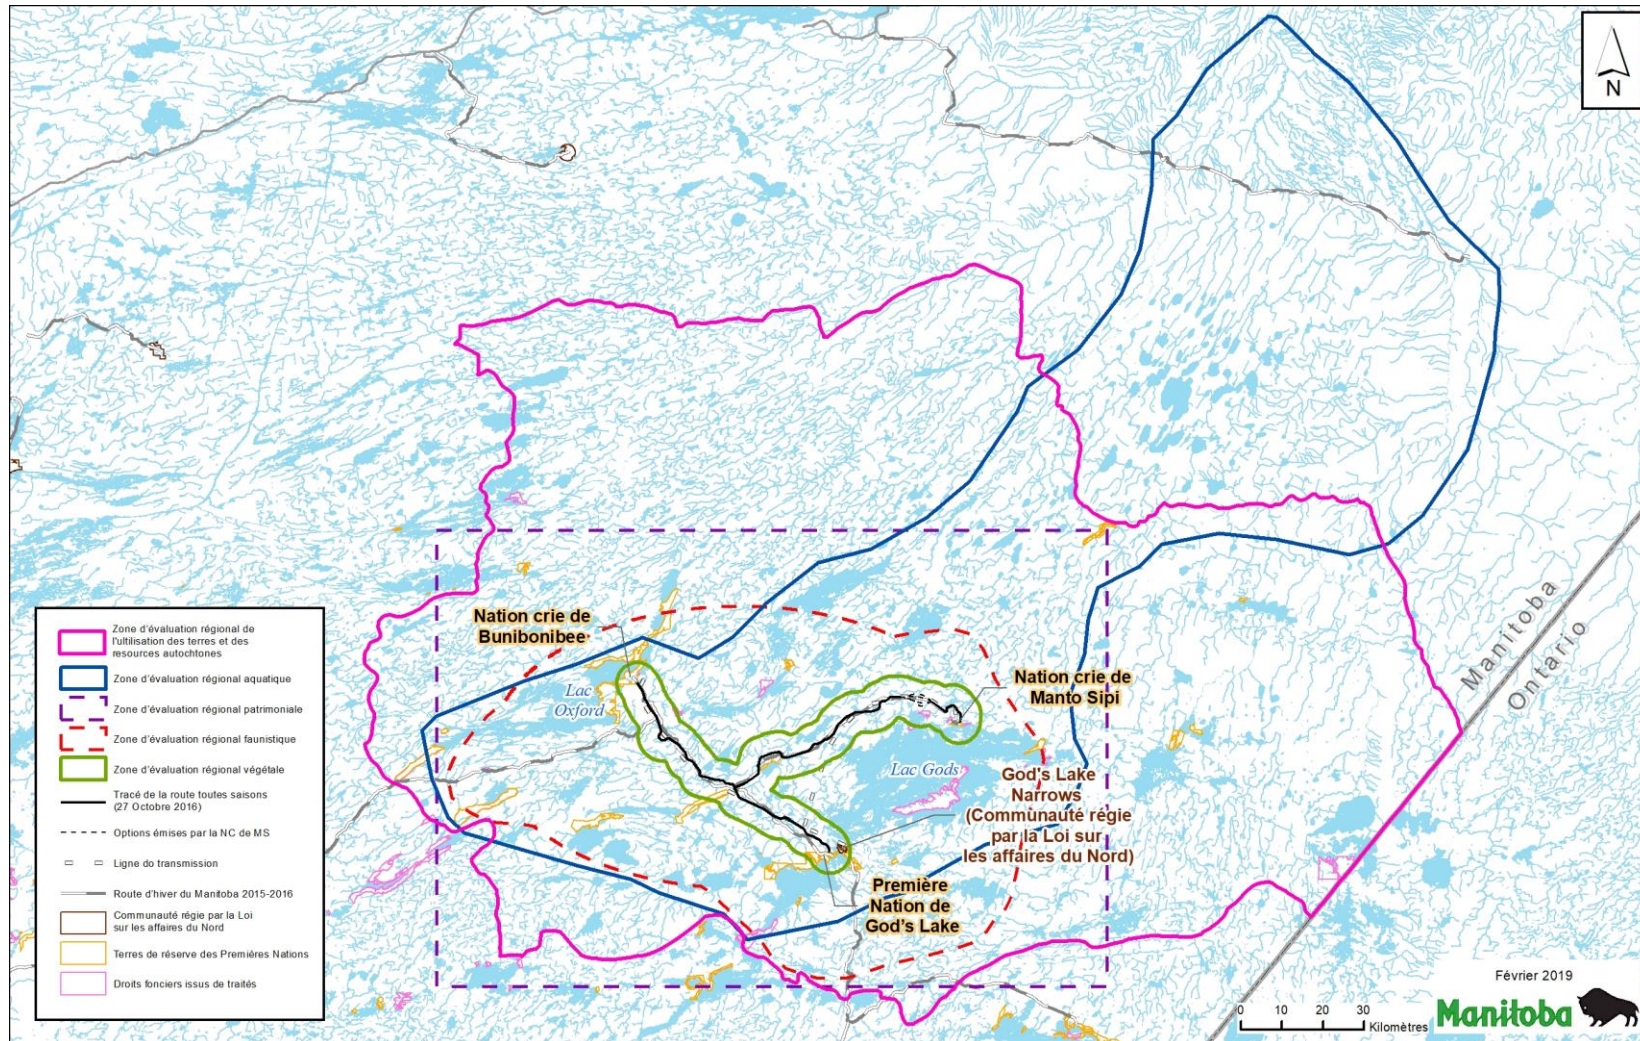 N
Nation crie de
Bunibonibee
Lac
Oxford
Nation crie de
Manto Sipi
Lac Gods
God's Lake
Narrows
(Communauté régie
par la Loi sur
les affaires du Nord)
Première
Nation de
God's Lake
Manitoba
Ontario
Zone d'évaluation régional de
l'ultilisation des terres et des
resources autochtones
Zone d'évaluation régional aquatique
Zone d'évaluation régional patrimoniale
Zone d'évaluation régional faunistique
Zone d'évaluation régional végétale
Tracé de la route toutes saisons
(27 Octobre 2016)
Options émises par la NC de MS
Ligne do transmission
Route d'hiver du Manitoba 2015-2016
Communauté régie par la Loi
sur les affaires du Nord
Terres de réserve des Premières Nations
Droits fonciers issus de traités
Février 2019
0 10 20 30
Kilomètres
Manitoba